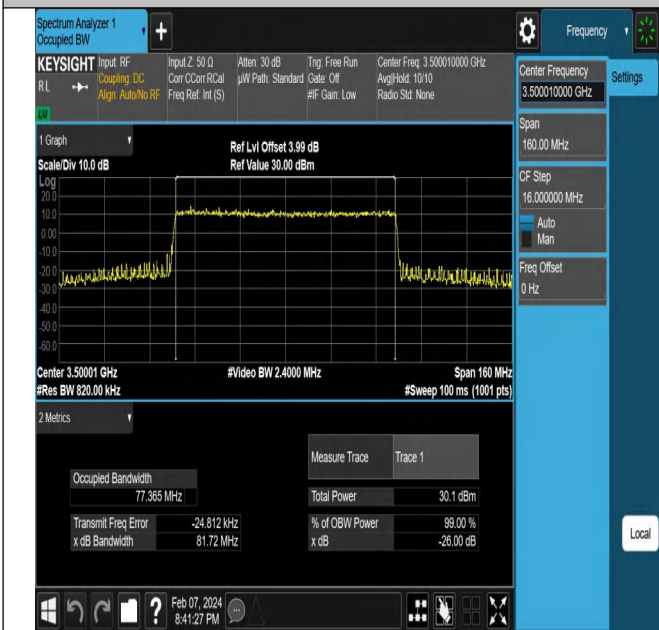 Spectrum Analyzer 1
Occupied BW
+
Frequency
KEYSIGHT
RL
Input: RF
Coupling: DC
Align: Auto/No RF
Input Z: 50 Ω
Corr CCorr RCal
Freq Ref: Int (S)
Atten: 30 dB
µW Path: Standard
Trig: Free Run
Gate: Off
#IF Gain: Low
Center Freq: 3.500010000 GHz
Avg|Hold: 10/10
Radio Std: None
Center Frequency
3.500010000 GHz
Settings
Span
160.00 MHz
CF Step
16.000000 MHz
Auto
Man
Freq Offset
0 Hz
1 Graph
Ref Lvl Offset 3.99 dB
Scale/Div 10.0 dB
Ref Value 30.00 dBm
Log
20.0
10.0
0.00
-10.0
-20.0
-30.0
-40.0
-50.0
-60.0
Center 3.50001 GHz
#Video BW 2.4000 MHz
Span 160 MHz
#Res BW 820.00 kHz
#Sweep 100 ms (1001 pts)
2 Metrics
Measure Trace Trace 1
Occupied Bandwidth
77.365 MHz
Total Power 30.1 dBm
Transmit Freq Error -24.812 kHz
% of OBW Power 99.00 %
x dB Bandwidth 81.72 MHz
x dB -26.00 dB
Local
?
Feb 07, 2024
8:41:27 PM